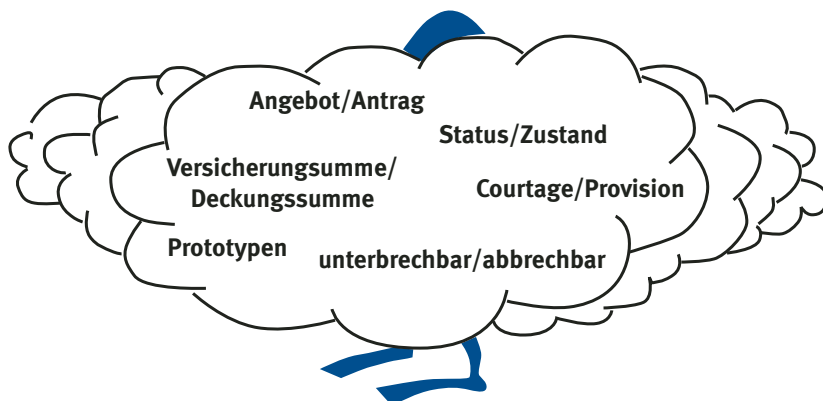 Angebot/Antrag
Status/Zustand
Versicherungsumme/
Deckungssumme
Courtage/Provision
Prototypen
unterbrechbar/abbrechbar